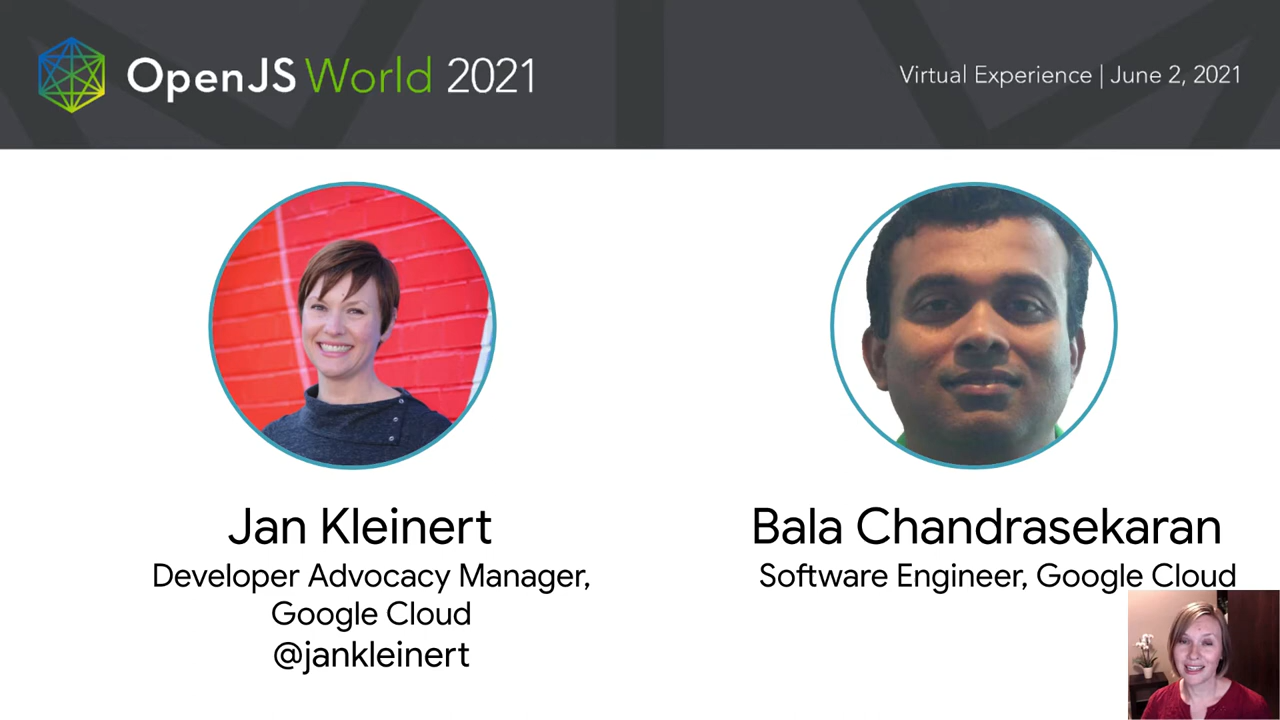 OpenJS World 2021
Virtual Experience | June 2, 2021
Jan Kleinert
Developer Advocacy Manager,
Google Cloud
@jankleinert
Bala Chandrasekaran
Software Engineer, Google Cloud